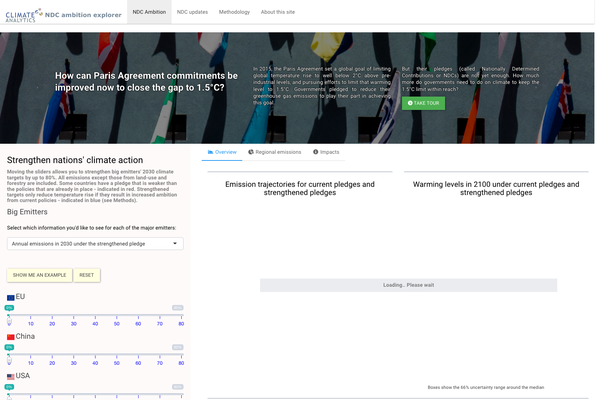 CLIMATE ANALYTICS NDC ambition explorer
NDC Ambition
NDC updates
Methodology
About this site
How can Paris Agreement commitments be
improved now to close the gap to 1.5°C?
In 2015, the Paris Agreement set a global goal of limiting
global temperature rise to well below 2°C above pre-
industrial levels, and pursuing efforts to limit that warming
level to 1.5°C. Governments pledged to reduce their
greenhouse gas emissions to play their part in achieving
this goal.
But their pledges (called Nationally Determined
Contributions or NDCs) are not yet enough. How much
more do governments need to do on climate to keep the
1.5°C limit within reach?
TAKE TOUR
Strengthen nations' climate action
Moving the sliders allows you to strengthen big emitters' 2030 climate
targets by up to 80%. All emissions except those from land-use and
forestry are included. Some countries have a pledge that is weaker than
the policies that are already in place - indicated in red. Strengthened
targets only reduce temperature rise if they result in increased ambition
from current policies - indicated in blue (see Methods).
Big Emitters
Select which information you'd like to see for each of the major emitters:
Annual emissions in 2030 under the strengthened pledge
SHOW ME AN EXAMPLE
RESET
EU
0%
10 20 30 40 50 60 70 80
China
0%
10 20 30 40 50 60 70 80
USA
0%
Overview
Regional emissions
Impacts
Emission trajectories for current pledges and
strengthened pledges
Warming levels in 2100 under current pledges and
strengthened pledges
Loading.. Please wait
Boxes show the 66% uncertainty range around the median